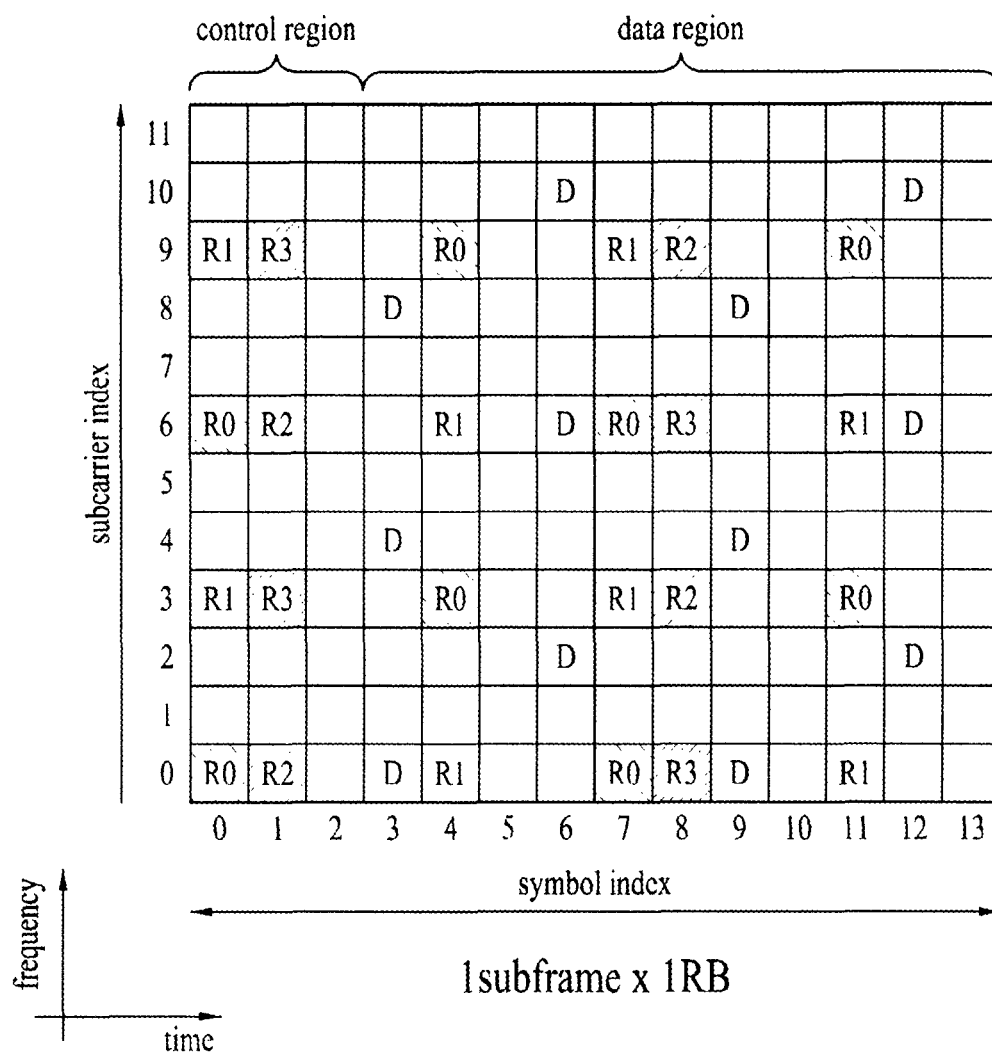 control region data region
11
10 D D
9 R1 R3 R0 R1 R2 R0
8 D D
7
6 R0 R2 R1 D R0 R3 R1 D
5
4 D D
3 R1 R3 R0 R1 R2 R0
2 D D
1
0 R0 R2 D R1 R0 R3 D R1
subcarrier index
0 1 2 3 4 5 6 7 8 9 10 11 12 13
symbol index
frequency
time
1subframe x 1RB